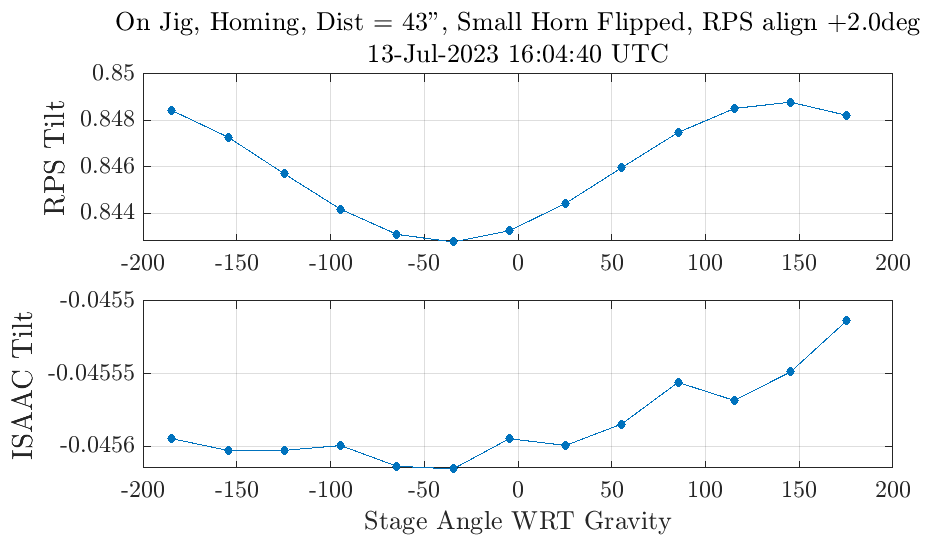 On Jig, Homing, Dist = 43”, Small Horn Flipped, RPS align +2.0deg
13-Jul-2023 16:04:40 UTC
RPS Tilt
0.85
0.848
0.846
0.844
-200 -150 -100 -50 0 50 100 150 200
ISAAC Tilt
-0.0455
-0.04555
-0.0456
-200 -150 -100 -50 0 50 100 150 200
Stage Angle WRT Gravity